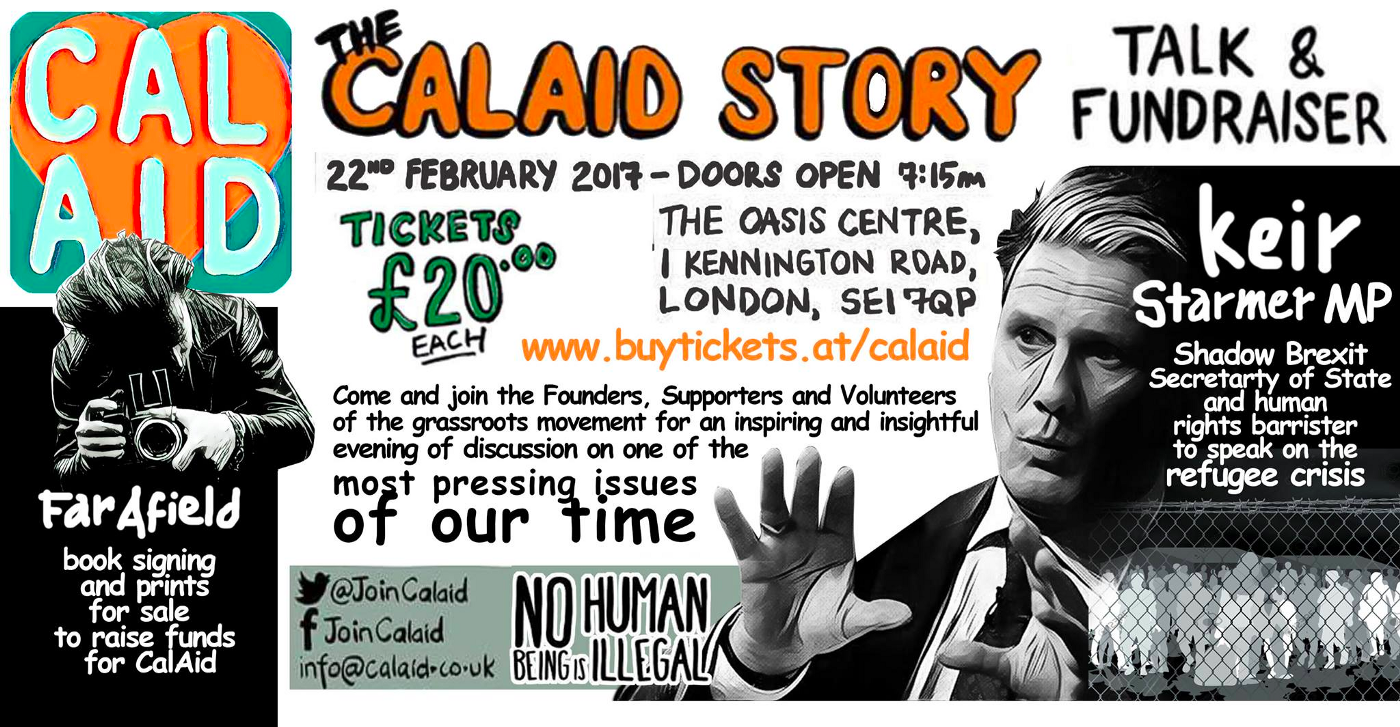 CAL
AID
THE
CALAID STORY
TALK &
FUNDRAISER
22ND FEBRUARY 2017 - DOORS OPEN 7:15m
TICKETS
£20.00
EACH
THE OASIS CENTRE,
1 KENNINGTON ROAD,
LONDON, SE1 7QP
www.buytickets.at/calaid
Come and join the Founders, Supporters and Volunteers
of the grassroots movement for an inspiring and insightful
evening of discussion on one of the
most pressing issues
of our time
keir
Starmer MP
Shadow Brexit
Secretarty of State
and human
rights barrister
to speak on the
refugee crisis
Far Afield
book signing
and prints
for sale
to raise funds
for CalAid
@JoinCalaid
f JoinCalaid
info@calaid.co.uk
NO HUMAN
BEING IS ILLEGAL